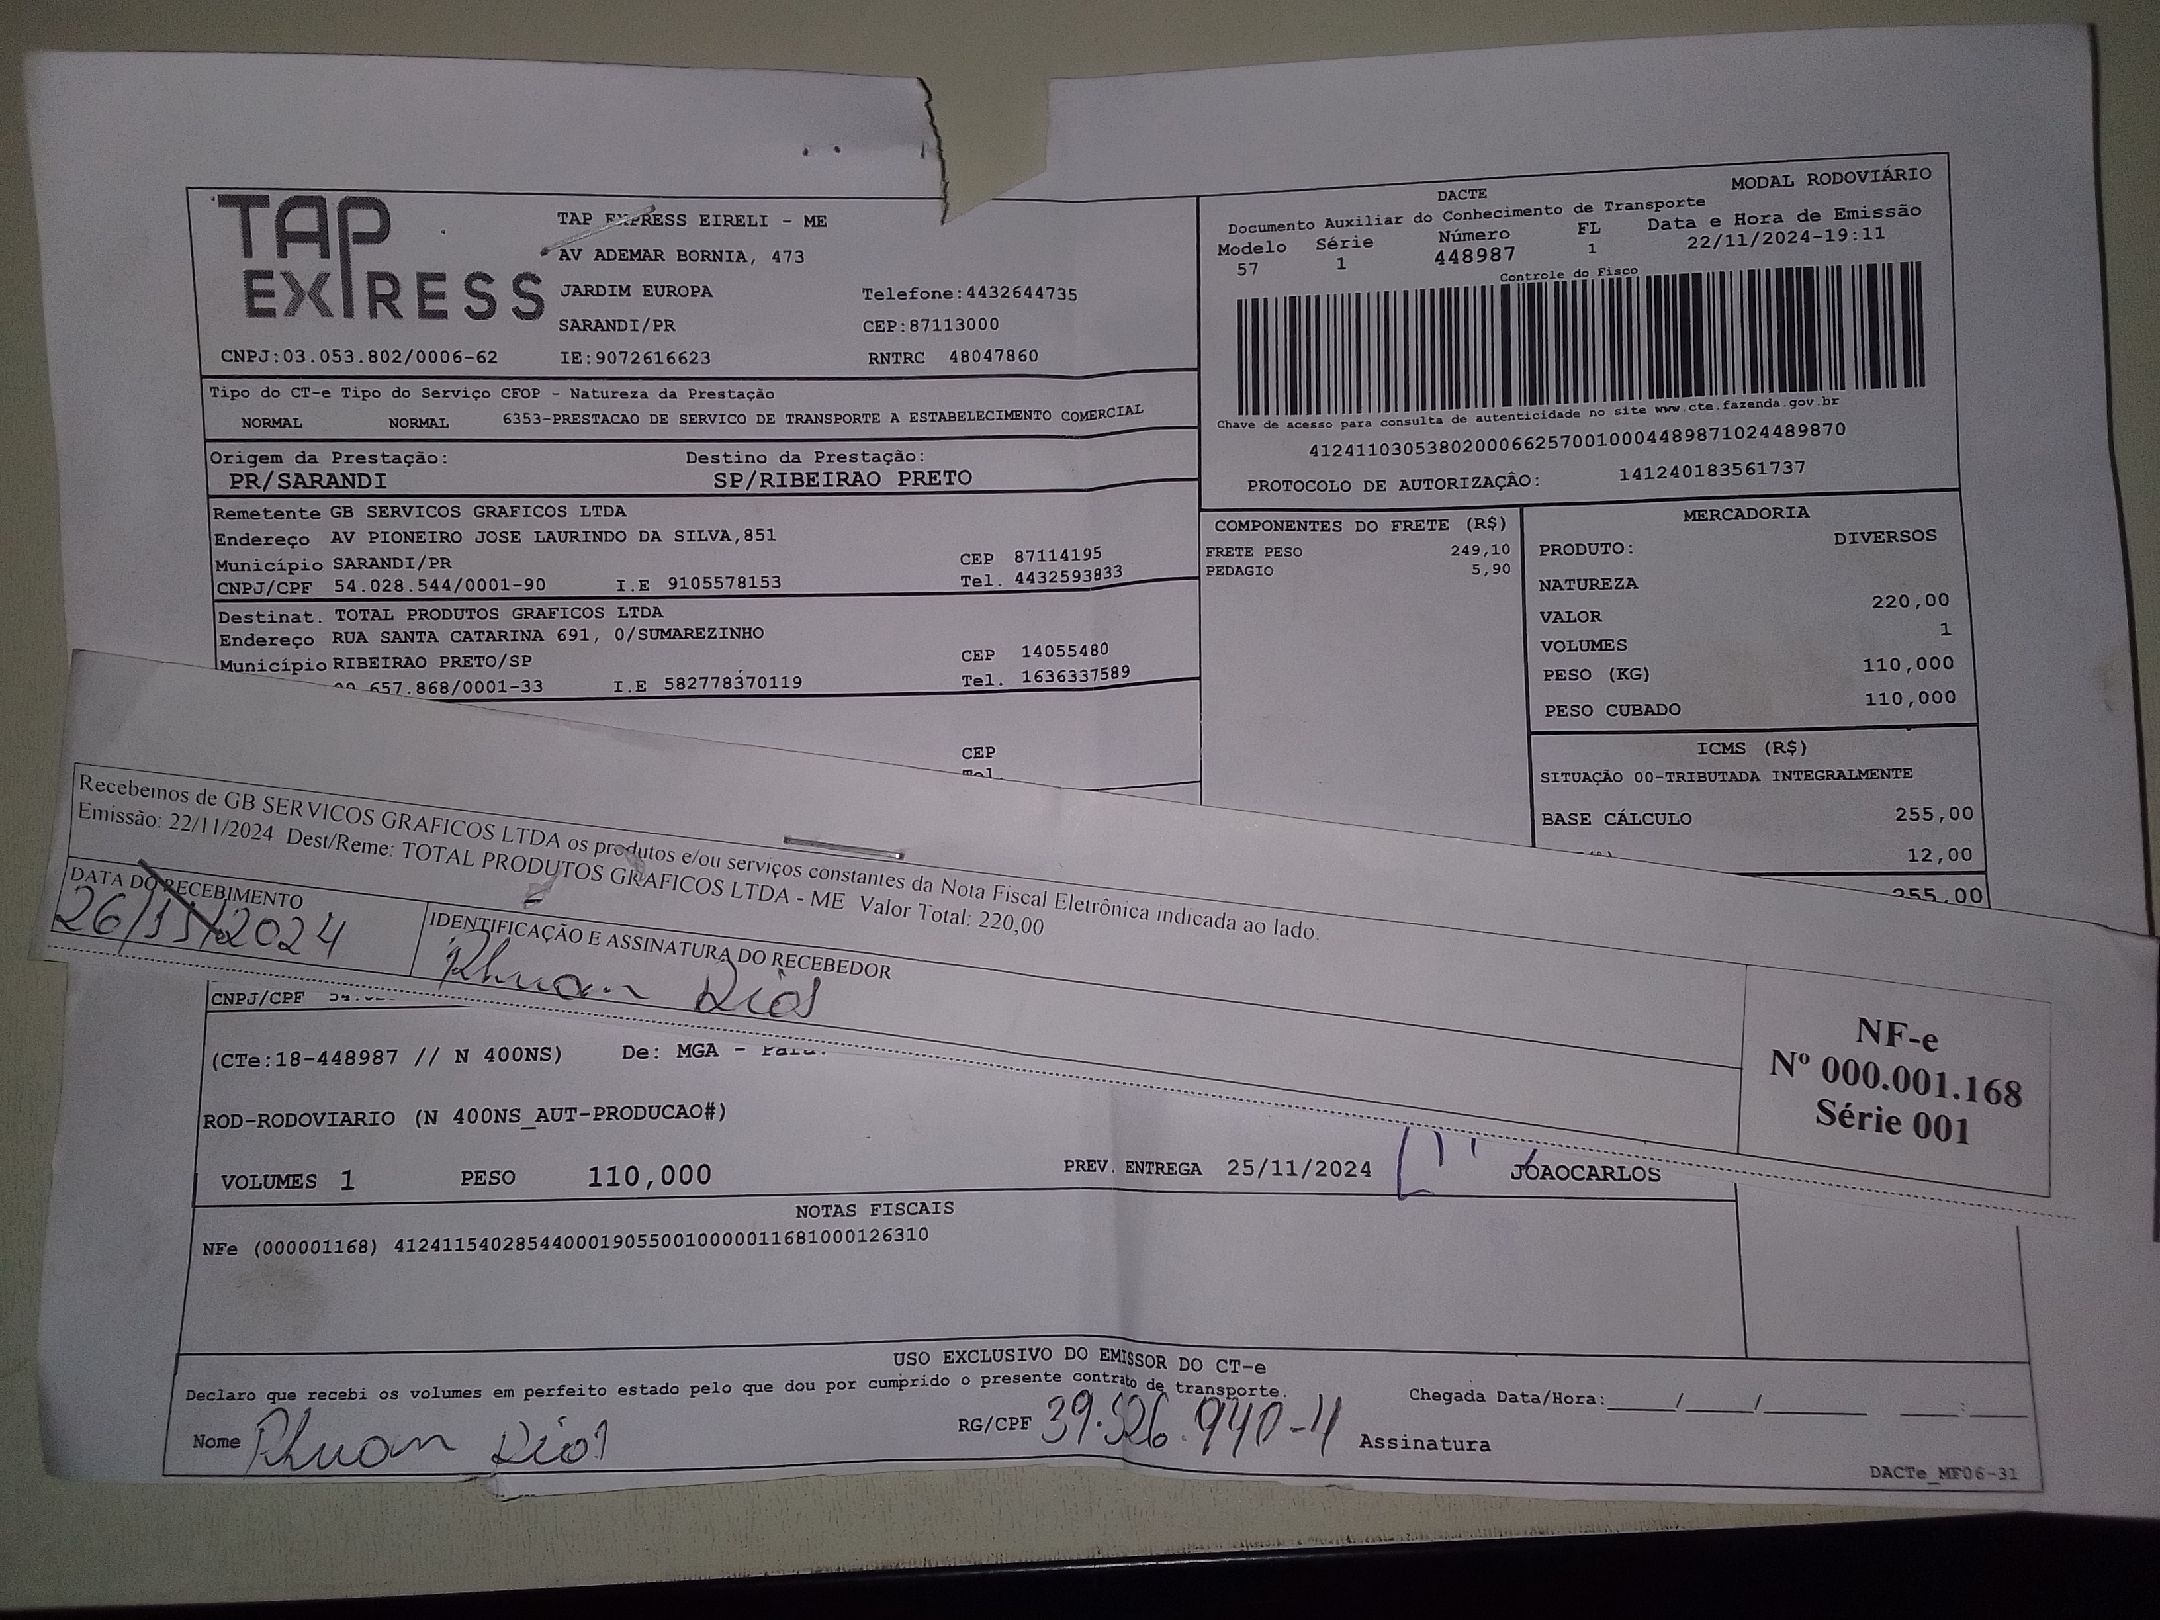 TAP
EXPRESS
TAP EXPRESS EIRELI - ME
AV ADEMAR BORNIA, 473
JARDIM EUROPA Telefone:4432644735
SARANDI/PR CEP:87113000
CNPJ:03.053.802/0006-62 IE:9072616623 RNTRC 48047860
DACTE MODAL RODOVIÁRIO
Documento Auxiliar do Conhecimento de Transporte
Modelo Série Número FL Data e Hora de Emissão
57 1 448987 1 22/11/2024-19:11
Controle do Fisco
Chave de acesso para consulta de autenticidade no site www.cte.fazenda.gov.br
41241103053802000662570010004489871024489870
PROTOCOLO DE AUTORIZAÇÃO: 141240183561737
Tipo do CT-e Tipo do Serviço CFOP - Natureza da Prestação
NORMAL NORMAL 6353-PRESTACAO DE SERVICO DE TRANSPORTE A ESTABELECIMENTO COMERCIAL
Origem da Prestação: Destino da Prestação:
PR/SARANDI SP/RIBEIRAO PRETO
Remetente GB SERVICOS GRAFICOS LTDA
Endereço AV PIONEIRO JOSE LAURINDO DA SILVA,851
Município SARANDI/PR CEP 87114195
CNPJ/CPF 54.028.544/0001-90 I.E 9105578153 Tel. 4432593833
Destinat. TOTAL PRODUTOS GRAFICOS LTDA
Endereço RUA SANTA CATARINA 691, 0/SUMAREZINHO
Município RIBEIRAO PRETO/SP CEP 14055480
657.868/0001-33 I.E 582778370119 Tel. 1636337589
CEP
COMPONENTES DO FRETE (R$)
FRETE PESO 249,10
PEDAGIO 5,90
MERCADORIA
PRODUTO: DIVERSOS
NATUREZA
VALOR 220,00
VOLUMES 1
PESO (KG) 110,000
PESO CUBADO 110,000
ICMS (R$)
SITUAÇÃO 00-TRIBUTADA INTEGRALMENTE
BASE CÁLCULO 255,00
12,00
255,00
Recebemos de GB SERVICOS GRAFICOS LTDA os produtos e/ou serviços constantes da Nota Fiscal Eletrônica indicada ao lado.
Emissão: 22/11/2024 Dest/Reme: TOTAL PRODUTOS GRAFICOS LTDA - ME Valor Total: 220,00
DATA DO RECEBIMENTO IDENTIFICAÇÃO E ASSINATURA DO RECEBEDOR
26/11/2024 Rhuan Rios
NF-e
Nº 000.001.168
Série 001
CNPJ/CPF
(CTe:18-448987 // N 400NS) De: MGA -
ROD-RODOVIARIO (N 400NS_AUT-PRODUCAO#)
VOLUMES 1 PESO 110,000 PREV. ENTREGA 25/11/2024 JOAOCARLOS
NOTAS FISCAIS
NFe (000001168) 41241154028544000190550010000011681000126310
USO EXCLUSIVO DO EMISSOR DO CT-e
Declaro que recebi os volumes em perfeito estado pelo que dou por cumprido o presente contrato de transporte. Chegada Data/Hora:____/____/______ ___:___
Nome Rhuan Rios RG/CPF 39.526.940-4 Assinatura
DACTe_MF06-31